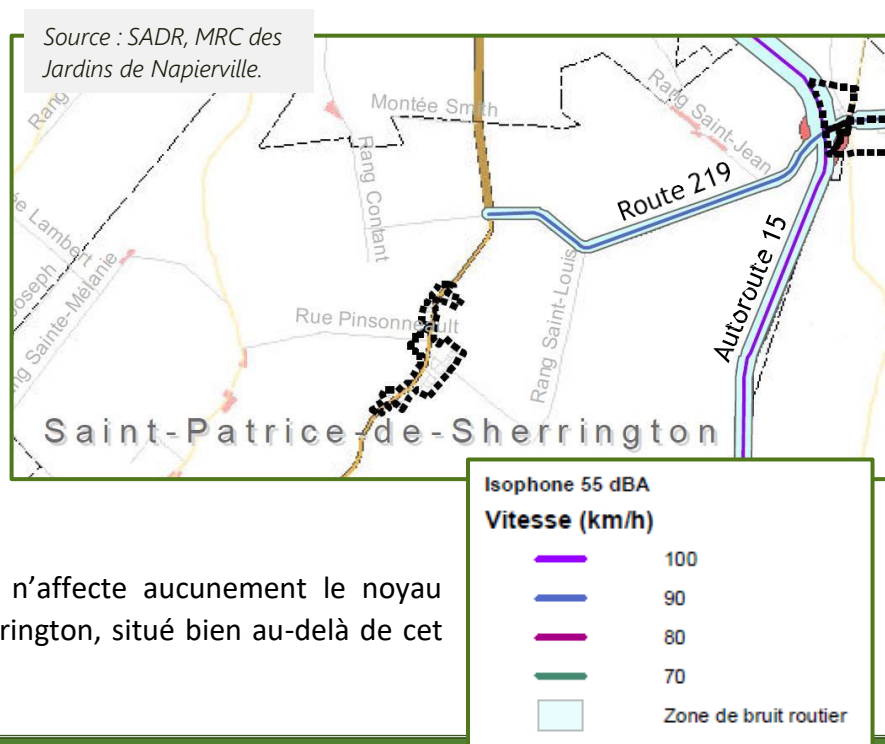 Source : SADR, MRC des
Jardins de Napierville.
Rang
Montée Smith
Rang Saint-Jean
Rang Contant
Route 219
ée Lambert
Joseph
Rang Sainte-Mélanie
Rue Pinsonneault
Rang Saint-Louis
Autoroute 15
Saint-Patrice-de-Sherrington
Isophone 55 dBA
Vitesse (km/h)
100
90
80
70
Zone de bruit routier
n’affecte aucunement le noyau
rington, situé bien au-delà de cet